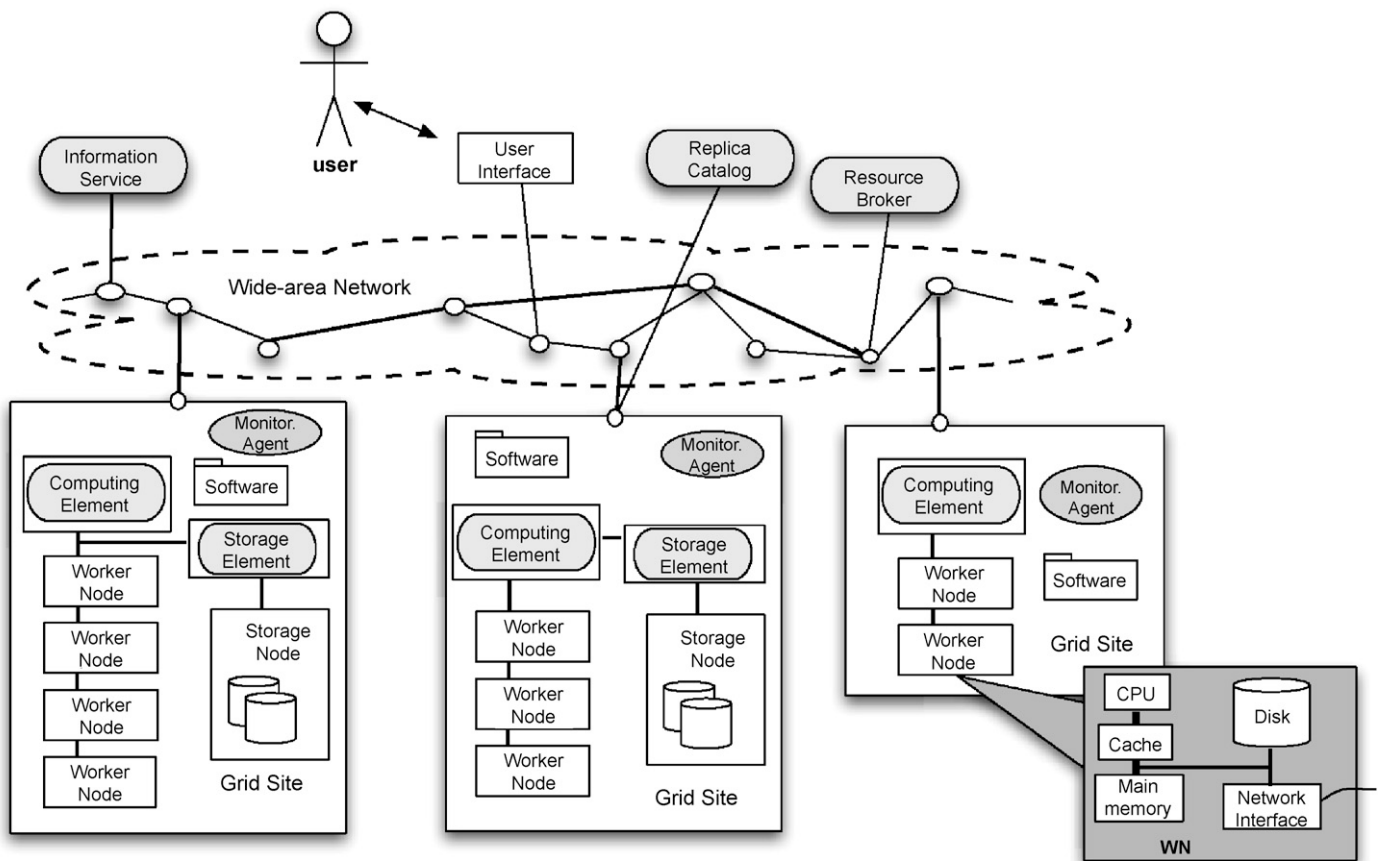 user
Information
Service
User
Interface
Replica
Catalog
Resource
Broker
Wide-area Network
Monitor.
Agent
Computing
Element
Software
Storage
Element
Worker
Node
Worker
Node
Worker
Node
Worker
Node
Storage
Node
Grid Site
Software
Monitor.
Agent
Computing
Element
Storage
Element
Worker
Node
Worker
Node
Worker
Node
Storage
Node
Grid Site
Computing
Element
Monitor.
Agent
Worker
Node
Software
Worker
Node
Grid Site
CPU
Disk
Cache
Main
memory
Network
Interface
WN